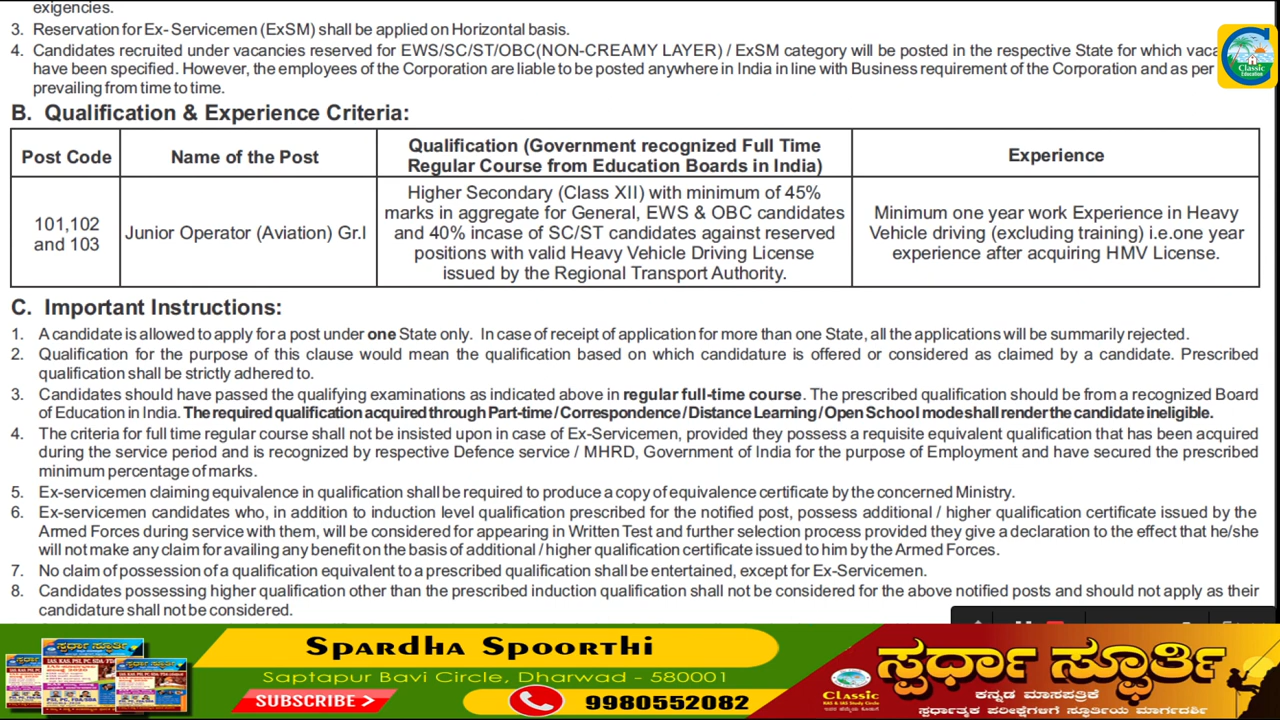 exigencies.
3. Reservation for Ex- Servicemen (ExSM) shall be applied on Horizontal basis.
4. Candidates recruited under vacancies reserved for EWS/SC/ST/OBC(NON-CREAMY LAYER) / ExSM category will be posted in the respective State for which
have been specified. However, the employees of the Corporation are liable to be posted anywhere in India in line with Business requirement of the Corporation and as per
prevailing from time to time.
Classic
Education
B. Qualification & Experience Criteria:
Post Code
Name of the Post
Qualification (Government recognized Full Time
Regular Course from Education Boards in India)
Experience
101,102
and 103
Junior Operator (Aviation) Gr.I
Higher Secondary (Class XII) with minimum of 45%
marks in aggregate for General, EWS & OBC candidates
and 40% incase of SC/ST candidates against reserved
positions with valid Heavy Vehicle Driving License
issued by the Regional Transport Authority.
Minimum one year work Experience in Heavy
Vehicle driving (excluding training) i.e.one year
experience after acquiring HMV License.
C. Important Instructions:
1. A candidate is allowed to apply for a post under one State only. In case of receipt of application for more than one State, all the applications will be summarily rejected.
2. Qualification for the purpose of this clause would mean the qualification based on which candidature is offered or considered as claimed by a candidate. Prescribed
qualification shall be strictly adhered to.
3. Candidates should have passed the qualifying examinations as indicated above in regular full-time course. The prescribed qualification should be from a recognized Board
of Education in India. The required qualification acquired through Part-time / Correspondence / Distance Learning / Open School mode shall render the candidate ineligible.
4. The criteria for full time regular course shall not be insisted upon in case of Ex-Servicemen, provided they possess a requisite equivalent qualification that has been acquired
during the service period and is recognized by respective Defence service / MHRD, Government of India for the purpose of Employment and have secured the prescribed
minimum percentage of marks.
5. Ex-servicemen claiming equivalence in qualification shall be required to produce a copy of equivalence certificate by the concerned Ministry.
6. Ex-servicemen candidates who, in addition to induction level qualification prescribed for the notified post, possess additional / higher qualification certificate issued by the
Armed Forces during service with them, will be considered for appearing in Written Test and further selection process provided they give a declaration to the effect that he/she
will not make any claim for availing any benefit on the basis of additional / higher qualification certificate issued to him by the Armed Forces.
7. No claim of possession of a qualification equivalent to a prescribed qualification shall be entertained, except for Ex-Servicemen.
8. Candidates possessing higher qualification other than the prescribed induction qualification shall not be considered for the above notified posts and should not apply as their
candidature shall not be considered.
Spardha Spoorthi
Saptapur Bavi Circle, Dharwad - 580001
SUBSCRIBE >
9980552082
Classic
KAS & IAS Study Circle
ಸ್ಪರ್ಧಾ ಸ್ಫೂರ್ತಿ
ಕನ್ನಡ ಮಾಸಪತ್ರಿಕೆ
ಸ್ಪರ್ಧಾತ್ಮಕ ಪರೀಕ್ಷೆಗಳಿಗೆ ಸ್ಫೂರ್ತಿಯ ಮಾರ್ಗದರ್ಶಿ